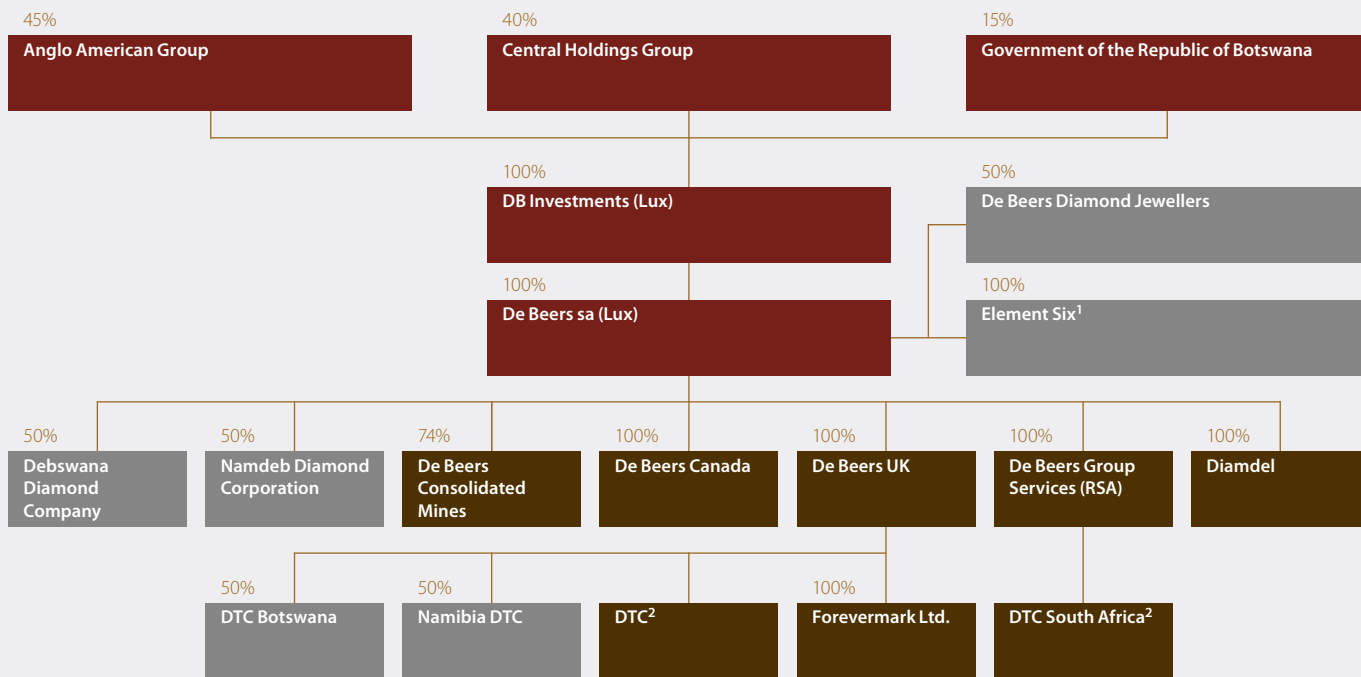 45%
Anglo American Group
40%
Central Holdings Group
15%
Government of the Republic of Botswana
100%
DB Investments (Lux)
50%
De Beers Diamond Jewellers
100%
De Beers sa (Lux)
100%
Element Six¹
50%
Debswana
Diamond
Company
50%
Namdeb Diamond
Corporation
74%
De Beers
Consolidated
Mines
100%
De Beers Canada
100%
De Beers UK
100%
De Beers Group
Services (RSA)
100%
Diamdel
50%
DTC Botswana
50%
Namibia DTC
DTC²
100%
Forevermark Ltd.
DTC South Africa²